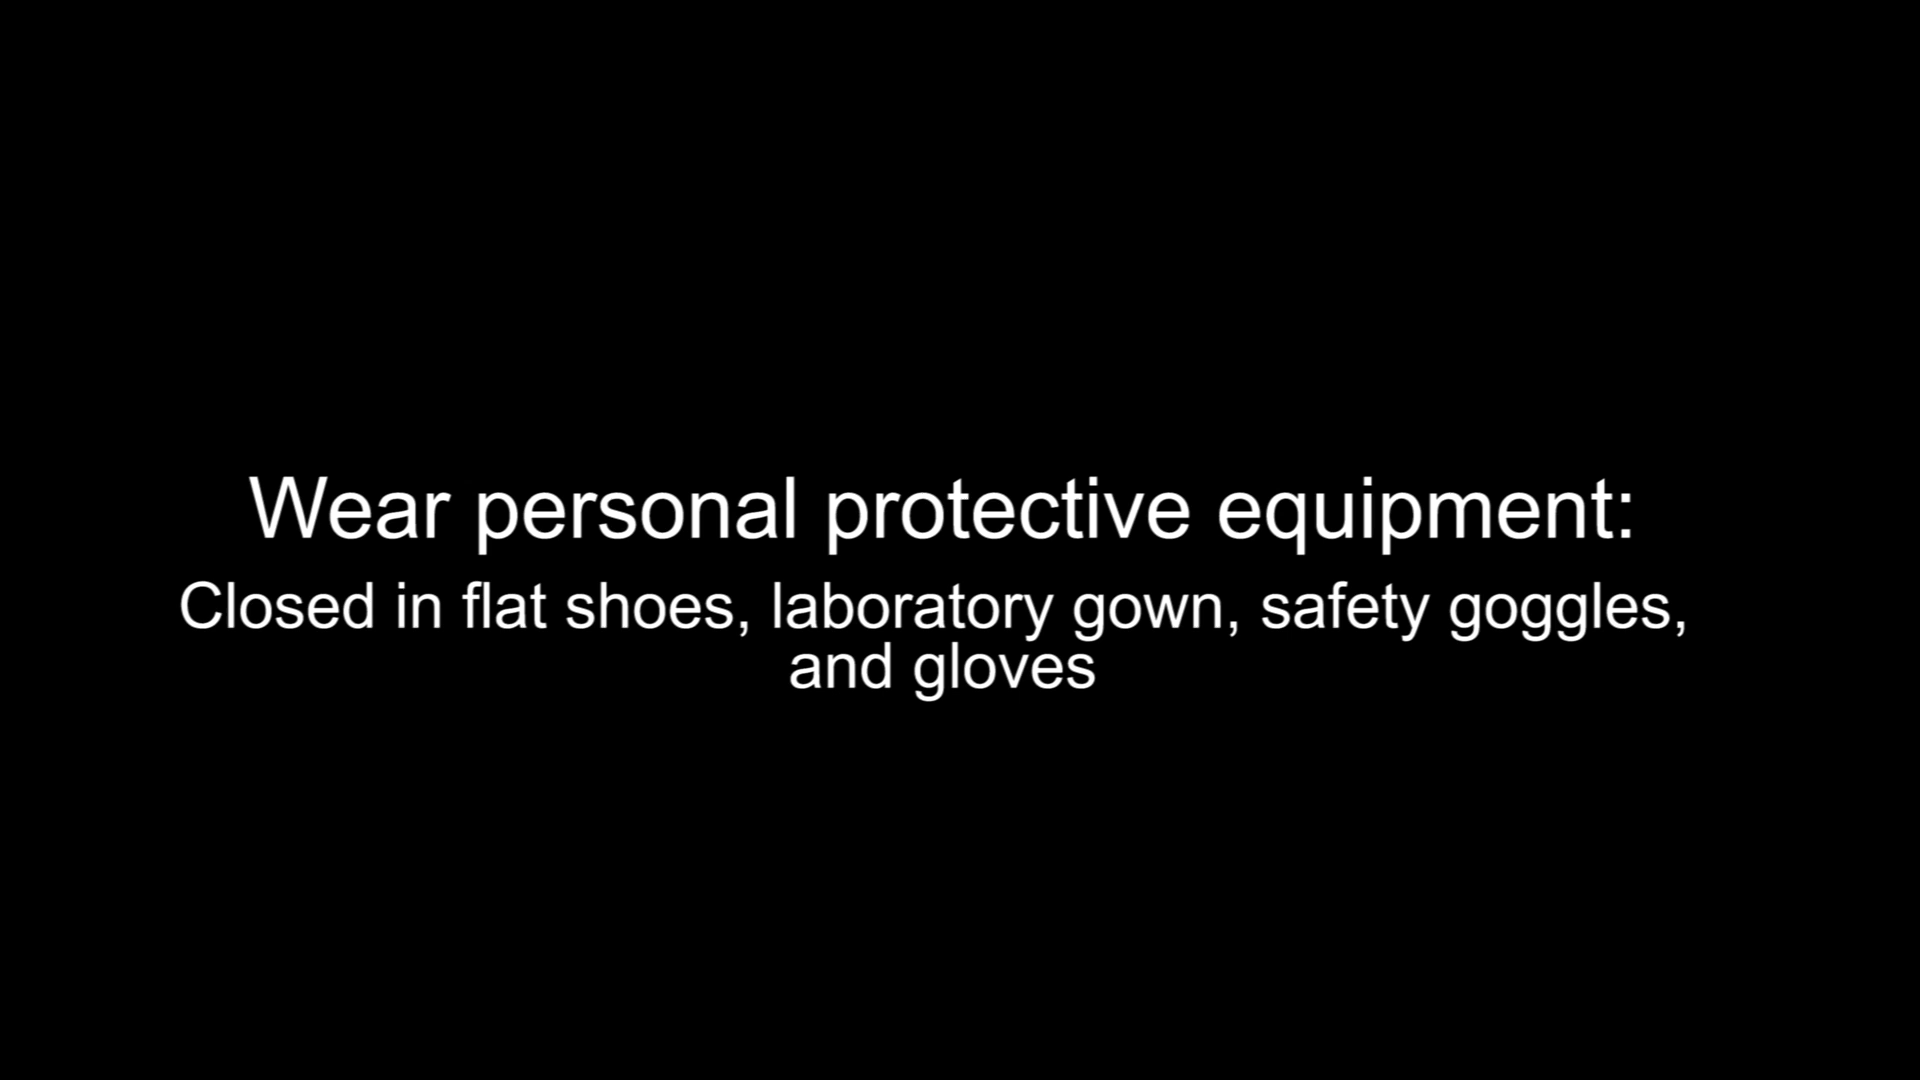 Wear personal protective equipment:
Closed in flat shoes, laboratory gown, safety goggles,
and gloves